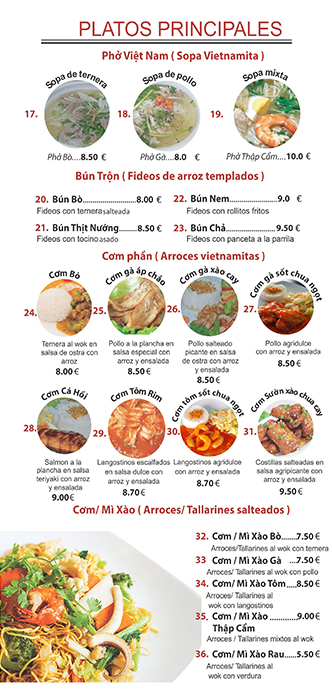 PLATOS PRINCIPALES
Phở Việt Nam ( Sopa Vietnamita )
Sopa de ternera
Sopa de pollo
Sopa mixta
17.
18.
19.
Phở Bò....8.50 €
Phở Gà....8.0 €
Phở Thập Cẩm....10.0 €
Bún Trộn ( Fideos de arroz templados )
20. Bún Bò..................8.00 €
Fideos con ternera salteada
22. Bún Nem..................9.0 €
Fideos con rollitos fritos
21. Bún Thịt Nướng.......8.50 €
Fideos con tocino asado
23. Bún Chả..................9.50 €
Fideos con panceta a la parrila
Cơm phần ( Arroces vietnamitas )
Cơm Bò
Cơm gà áp chảo
Cơm gà xào cay
Cơm gà sốt chua ngọt
24.
25.
26.
27.
Ternera al wok en
salsa de ostra con
arroz
8.00 €
Pollo a la plancha en
salsa especial con
arroz y ensalada
8.50 €
Pollo salteado
picante en salsa
de ostra con arroz
y ensalada
8.50 €
Pollo agridulce
con arroz y ensalada
8.50 €
Cơm Cá Hồi
Cơm Tôm Rim
Cơm tôm sốt chua ngọt
Cơm Sườn xào chua cay
28.
29.
30.
31.
Salmon a la
plancha en salsa
teriyaki con arroz
y ensalada
9.00€
Langostinos escalfados
en salsa dulce con
arroz y ensalada
8.70 €
Langostinos agridulce
con arroz y ensalada
8.70 €
Costillas salteadas en
salsa agripicante con
arroz y ensalada
9.50 €
Cơm/ Mì Xào ( Arroces/Tallarines salteados )
32. Cơm / Mì Xào Bò......7.50 €
Arroces/Tallarines al wok con ternera
33 Cơm / Mì Xào Gà .....7.50 €
Arroces/ Tallarines al wok con pollo
34. Cơm / Mì Xào Tôm....8.50 €
Arroces/ Tallarines al
wok con langostinos
35. Cơm / Mì Xào ...........9.00€
Thập Cẩm
Arroces / Tallarines mixtos al wok
36. Cơm / Mì Xào Rau.....5.50 €
Arroces/ Tallarines al
wok con verdura